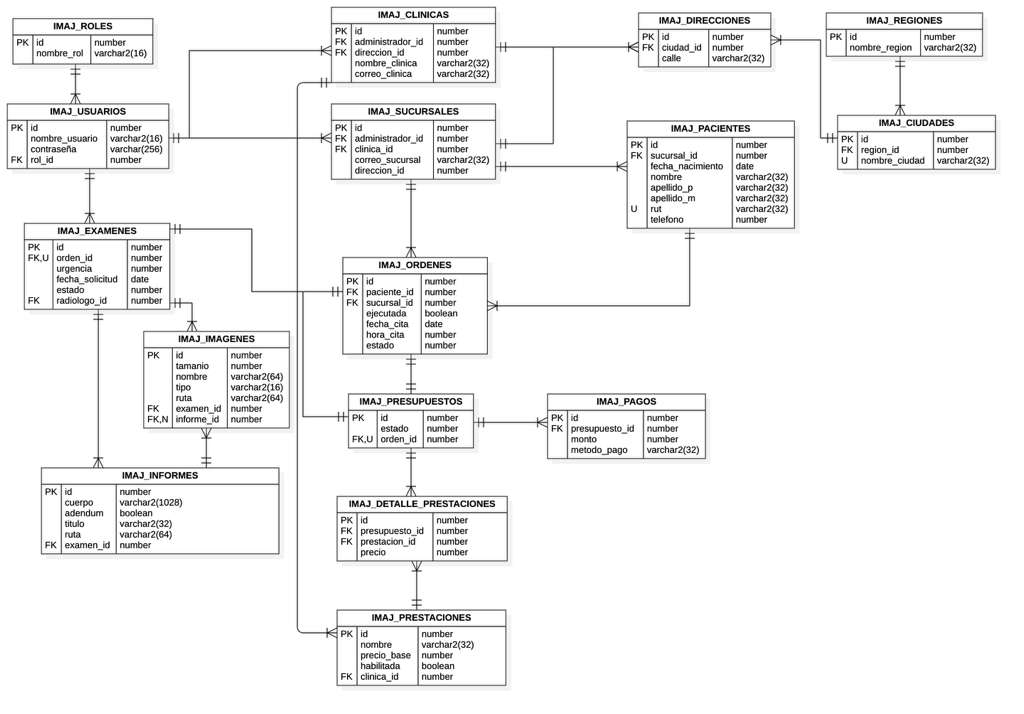 IMAJ_ROLES
PK id number
nombre_rol varchar2(16)
IMAJ_CLINICAS
PK id number
FK administrador_id number
FK direccion_id number
nombre_clinica varchar2(32)
correo_clinica varchar2(32)
IMAJ_DIRECCIONES
PK id number
FK ciudad_id number
calle varchar2(32)
IMAJ_REGIONES
PK id number
nombre_region varchar2(32)
IMAJ_USUARIOS
PK id number
nombre_usuario varchar2(16)
contraseña varchar(256)
FK rol_id number
IMAJ_SUCURSALES
PK id number
FK administrador_id number
FK clinica_id number
correo_sucursal varchar2(32)
direccion_id number
IMAJ_PACIENTES
PK id number
FK sucursal_id number
fecha_nacimiento date
nombre varchar2(32)
apellido_p varchar2(32)
apellido_m varchar2(32)
U rut varchar2(32)
telefono number
IMAJ_CIUDADES
PK id number
FK region_id number
U nombre_ciudad varchar2(32)
IMAJ_EXAMENES
PK id number
FK,U orden_id number
urgencia number
fecha_solicitud date
estado number
FK radiologo_id number
IMAJ_ORDENES
PK id number
FK paciente_id number
FK sucursal_id number
ejecutada boolean
fecha_cita date
hora_cita number
estado number
IMAJ_IMAGENES
PK id number
tamanio number
nombre varchar2(64)
tipo varchar2(16)
ruta varchar2(64)
FK examen_id number
FK,N informe_id number
IMAJ_PRESUPUESTOS
PK id number
estado number
FK,U orden_id number
IMAJ_PAGOS
PK id number
FK presupuesto_id number
monto number
metodo_pago varchar2(32)
IMAJ_INFORMES
PK id number
cuerpo varchar2(1028)
adendum boolean
titulo varchar2(32)
ruta varchar2(64)
FK examen_id number
IMAJ_DETALLE_PRESTACIONES
PK id number
FK presupuesto_id number
FK prestacion_id number
precio number
IMAJ_PRESTACIONES
PK id number
nombre varchar2(32)
precio_base number
habilitada boolean
FK clinica_id number